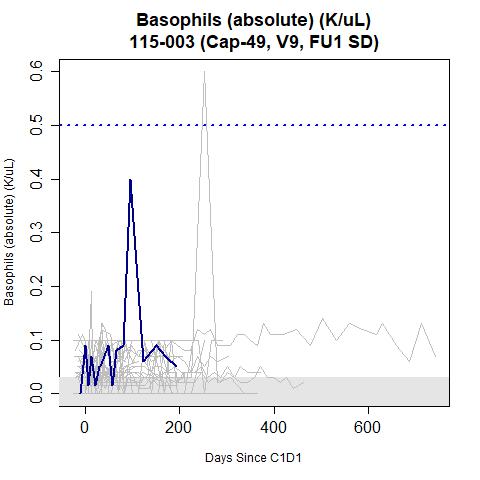 Basophils (absolute) (K/uL)
115-003 (Cap-49, V9, FU1 SD)
Basophils (absolute) (K/uL)
0.6
0.5
0.4
0.3
0.2
0.1
0.0
0 200 400 600
Days Since C1D1